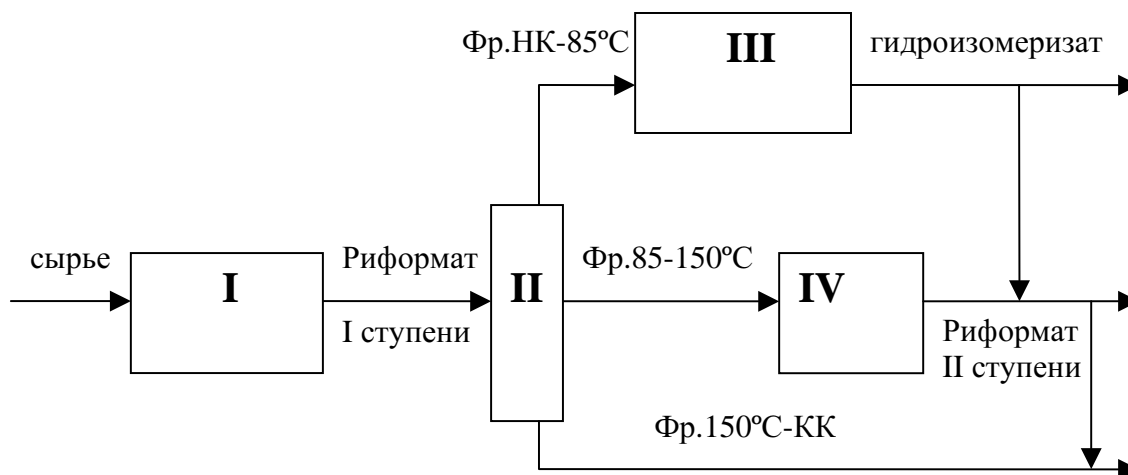 Фр.НК-85ºС
III
гидроизомеризат
сырье
I
Риформат
I ступени
II
Фр.85-150ºС
IV
Риформат
II ступени
Фр.150ºС-КК